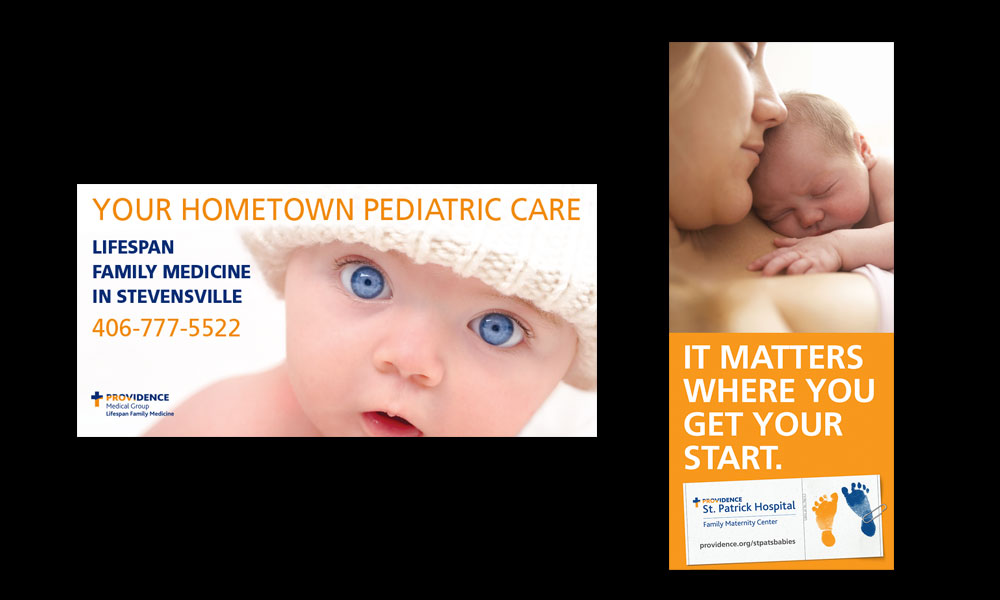 YOUR HOMETOWN PEDIATRIC CARE
LIFESPAN
FAMILY MEDICINE
IN STEVENSVILLE
406-777-5522
PROVIDENCE
Medical Group
Lifespan Family Medicine
IT MATTERS
WHERE YOU
GET YOUR
START.
PROVIDENCE
St. Patrick Hospital
Family Maternity Center
providence.org/stpatsbabies